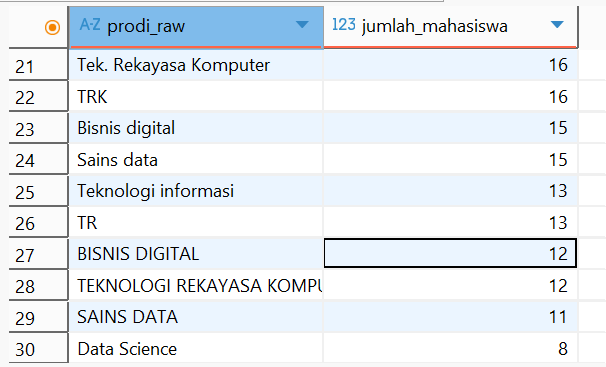 A-Z prodi_raw 123 jumlah_mahasiswa
21 Tek. Rekayasa Komputer 16
22 TRK 16
23 Bisnis digital 15
24 Sains data 15
25 Teknologi informasi 13
26 TR 13
27 BISNIS DIGITAL 12
28 TEKNOLOGI REKAYASA KOMPU 12
29 SAINS DATA 11
30 Data Science 8